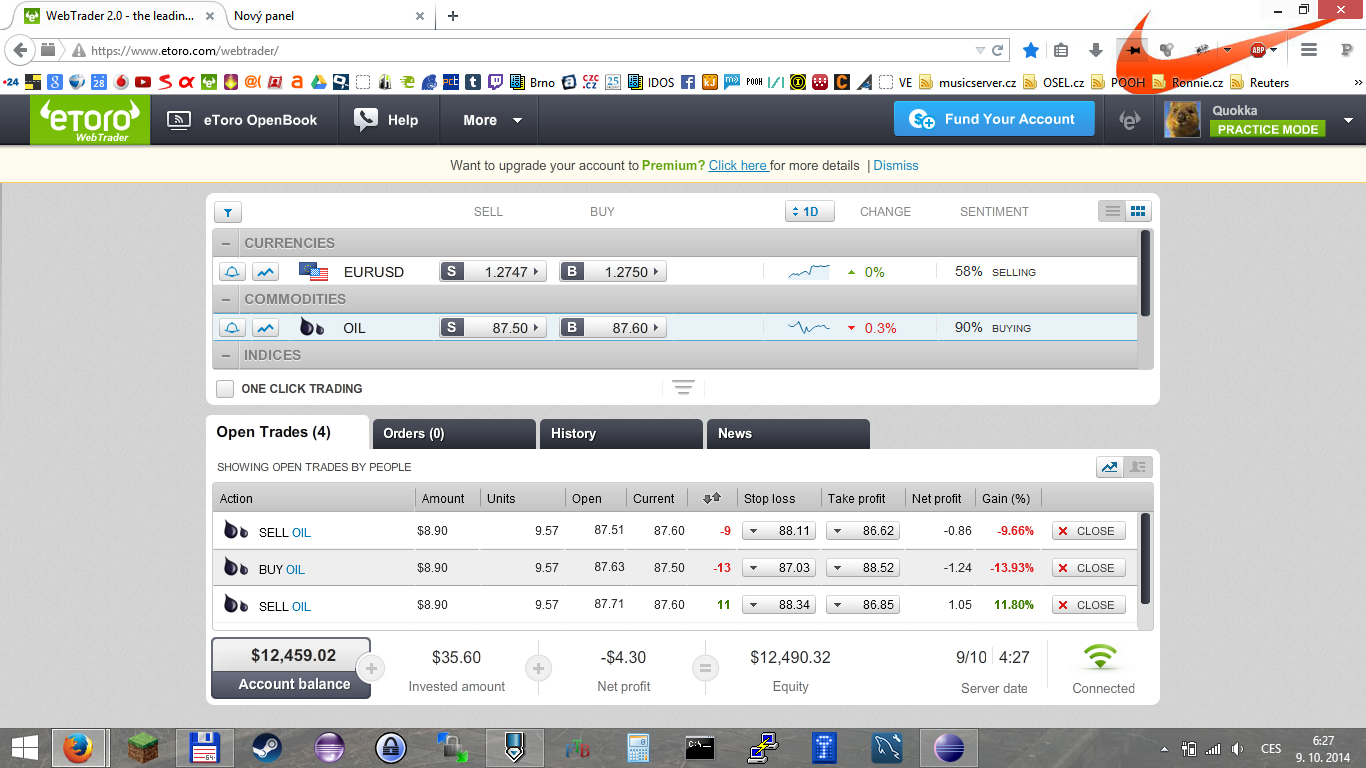 WebTrader 2.0 - the leadin...
Nový panel
https://www.etoro.com/webtrader/
ABP
24
28
Brno
CZC.CZ
25
IDOS
POOH
VE
musicserver.cz
OSEL.cz
POOH
Ronnie.cz
Reuters
eToro
WebTrader
eToro OpenBook
Help
More
Fund Your Account
Quokka
PRACTICE MODE
Want to upgrade your account to Premium? Click here for more details | Dismiss
SELL BUY 1D CHANGE SENTIMENT
CURRENCIES
EURUSD S 1.2747 B 1.2750 0% 58% SELLING
COMMODITIES
OIL S 87.50 B 87.60 0.3% 90% BUYING
INDICES
ONE CLICK TRADING
Open Trades (4) Orders (0) History News
SHOWING OPEN TRADES BY PEOPLE
Action Amount Units Open Current Stop loss Take profit Net profit Gain (%)
SELL OIL $8.90 9.57 87.51 87.60 -9 88.11 86.62 -0.86 -9.66% CLOSE
BUY OIL $8.90 9.57 87.63 87.50 -13 87.03 88.52 -1.24 -13.93% CLOSE
SELL OIL $8.90 9.57 87.71 87.60 11 88.34 86.85 1.05 11.80% CLOSE
$12,459.02 + $35.60 + -$4.30 = $12,490.32 9/10 4:27
Account balance Invested amount Net profit Equity Server date Connected
64
C:\_
CES
6:27
9. 10. 2014